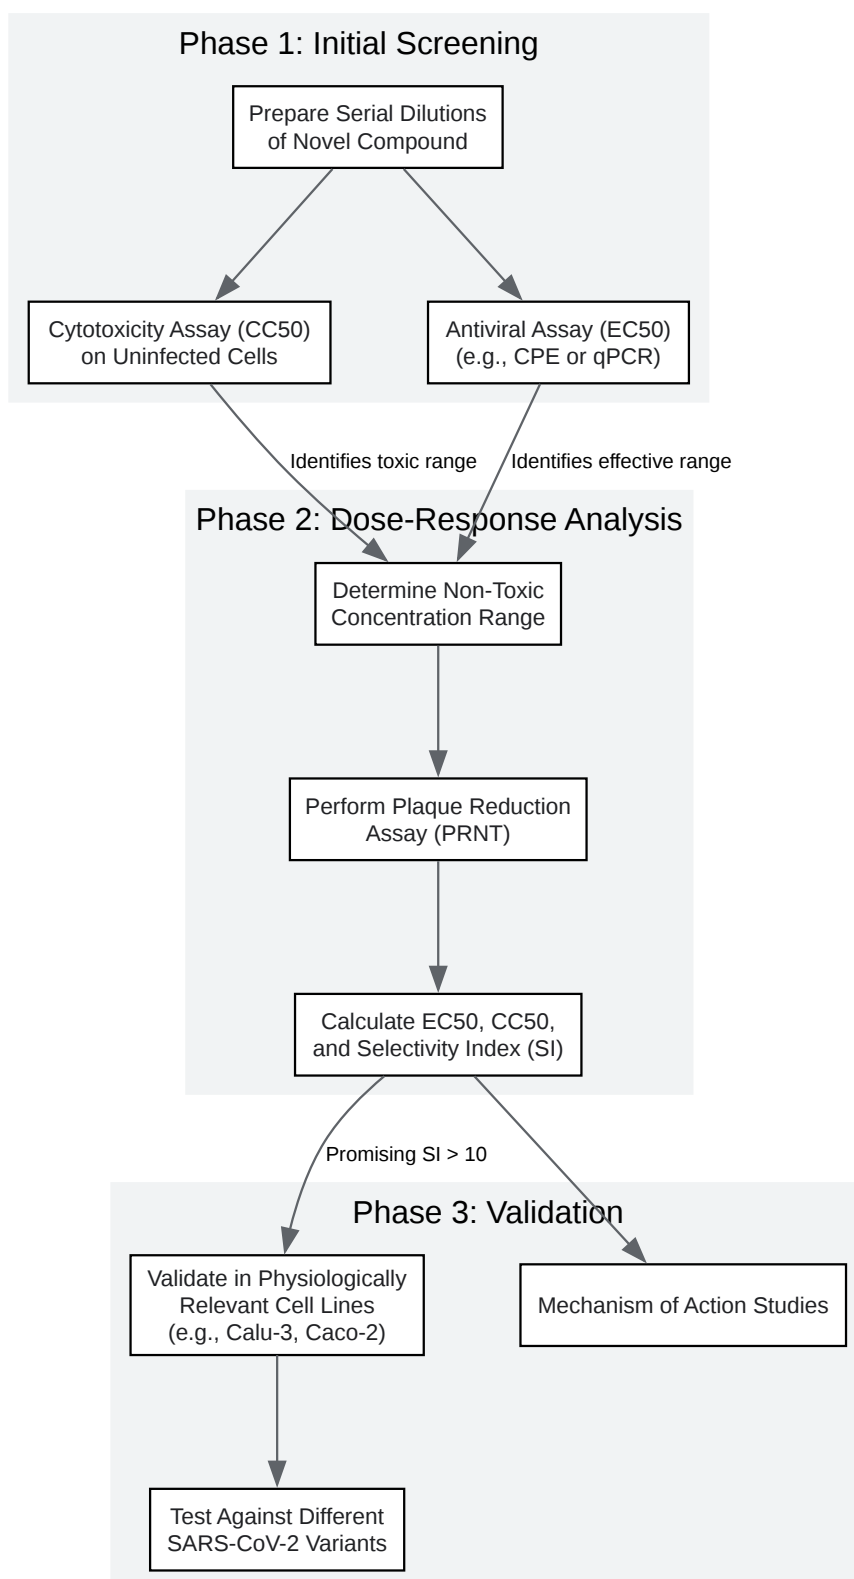 Phase 1: Initial Screening
Prepare Serial Dilutions
of Novel Compound
Cytotoxicity Assay (CC50)
on Uninfected Cells
Antiviral Assay (EC50)
(e.g., CPE or qPCR)
Identifies toxic range
Identifies effective range
Phase 2: Dose-Response Analysis
Determine Non-Toxic
Concentration Range
Perform Plaque Reduction
Assay (PRNT)
Calculate EC50, CC50,
and Selectivity Index (SI)
Promising SI > 10
Phase 3: Validation
Validate in Physiologically
Relevant Cell Lines
(e.g., Calu-3, Caco-2)
Mechanism of Action Studies
Test Against Different
SARS-CoV-2 Variants